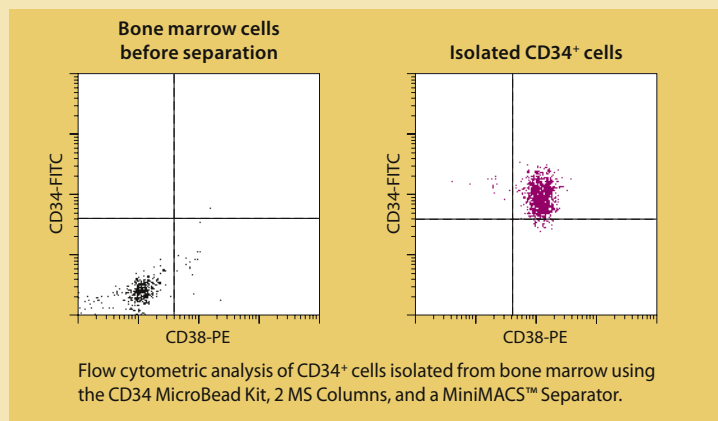 Bone marrow cells
before separation
Isolated CD34⁺ cells
CD34-FITC
CD38-PE
CD34-FITC
CD38-PE
Flow cytometric analysis of CD34⁺ cells isolated from bone marrow using
the CD34 MicroBead Kit, 2 MS Columns, and a MiniMACS™ Separator.